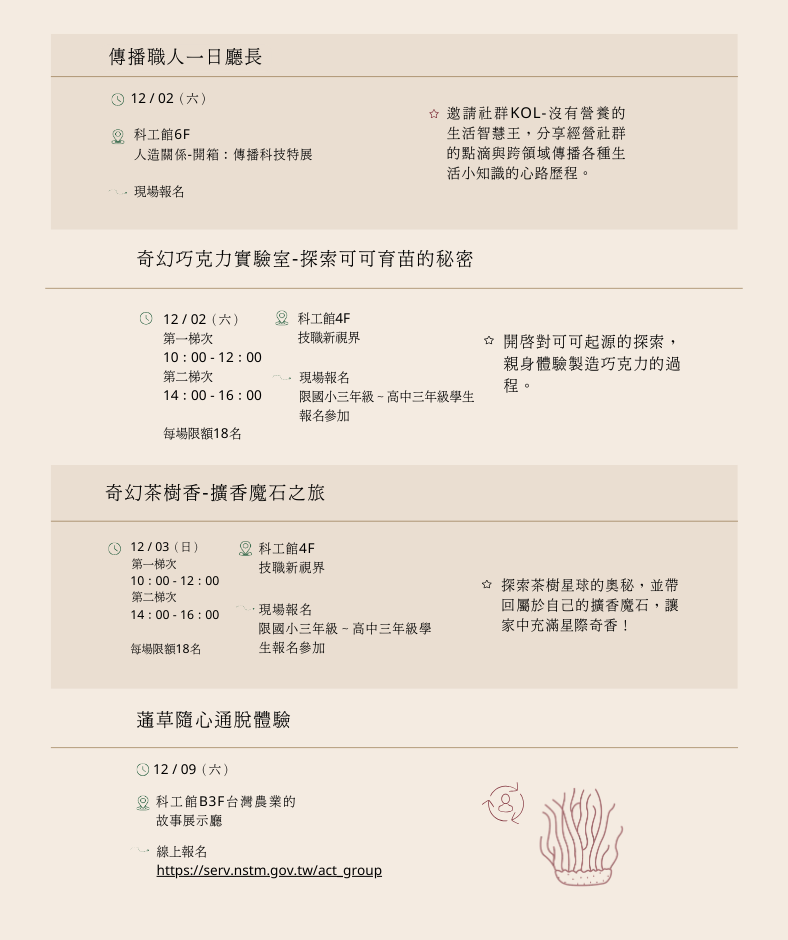 傳播職人一日廳長
12 / 02（六）
科工館6F
人造關係-開箱：傳播科技特展
現場報名
邀請社群KOL-沒有營養的
生活智慧王，分享經營社群
的點滴與跨領域傳播各種生
活小知識的心路歷程。
奇幻巧克力實驗室-探索可可育苗的秘密
12 / 02（六）
第一梯次
10：00 - 12：00
第二梯次
14：00 - 16：00
每場限額18名
科工館4F
技職新視界
現場報名
限國小三年級 ~ 高中三年級學生
報名參加
開啓對可可起源的探索，
親身體驗製造巧克力的過
程。
奇幻茶樹香-擴香魔石之旅
12 / 03（日）
第一梯次
10：00 - 12：00
第二梯次
14：00 - 16：00
每場限額18名
科工館4F
技職新視界
現場報名
限國小三年級 ~ 高中三年級學
生報名參加
探索茶樹星球的奧秘，並帶
回屬於自己的擴香魔石，讓
家中充滿星際奇香！
蓪草隨心通脫體驗
12 / 09（六）
科工館B3F台灣農業的
故事展示廳
線上報名
https://serv.nstm.gov.tw/act_group